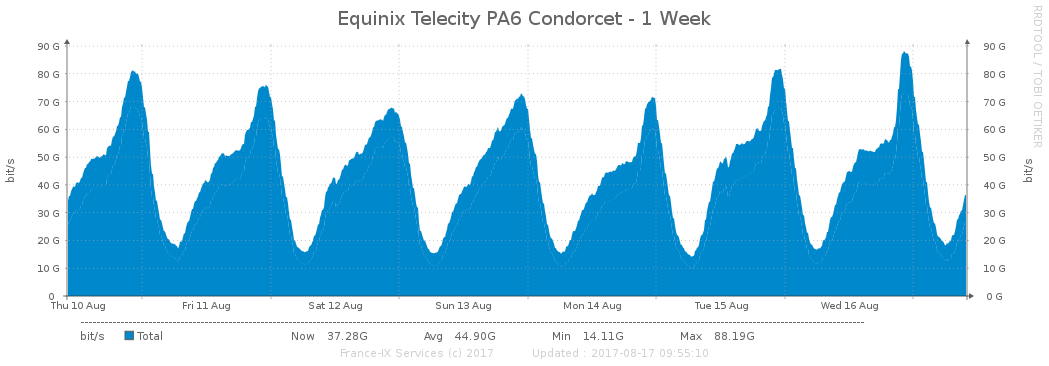 Equinix Telecity PA6 Condorcet - 1 Week
RRDTOOL / TOBI OETIKER
90 G 90 G
80 G 80 G
70 G 70 G
60 G 60 G
50 G 50 G
40 G 40 G
30 G 30 G
20 G 20 G
10 G 10 G
0 0 G
bit/s
bit/s
Thu 10 Aug Fri 11 Aug Sat 12 Aug Sun 13 Aug Mon 14 Aug Tue 15 Aug Wed 16 Aug
bit/s Total Now 37.28G Avg 44.90G Min 14.11G Max 88.19G
France-IX Services (c) 2017 Updated : 2017-08-17 09:55:10